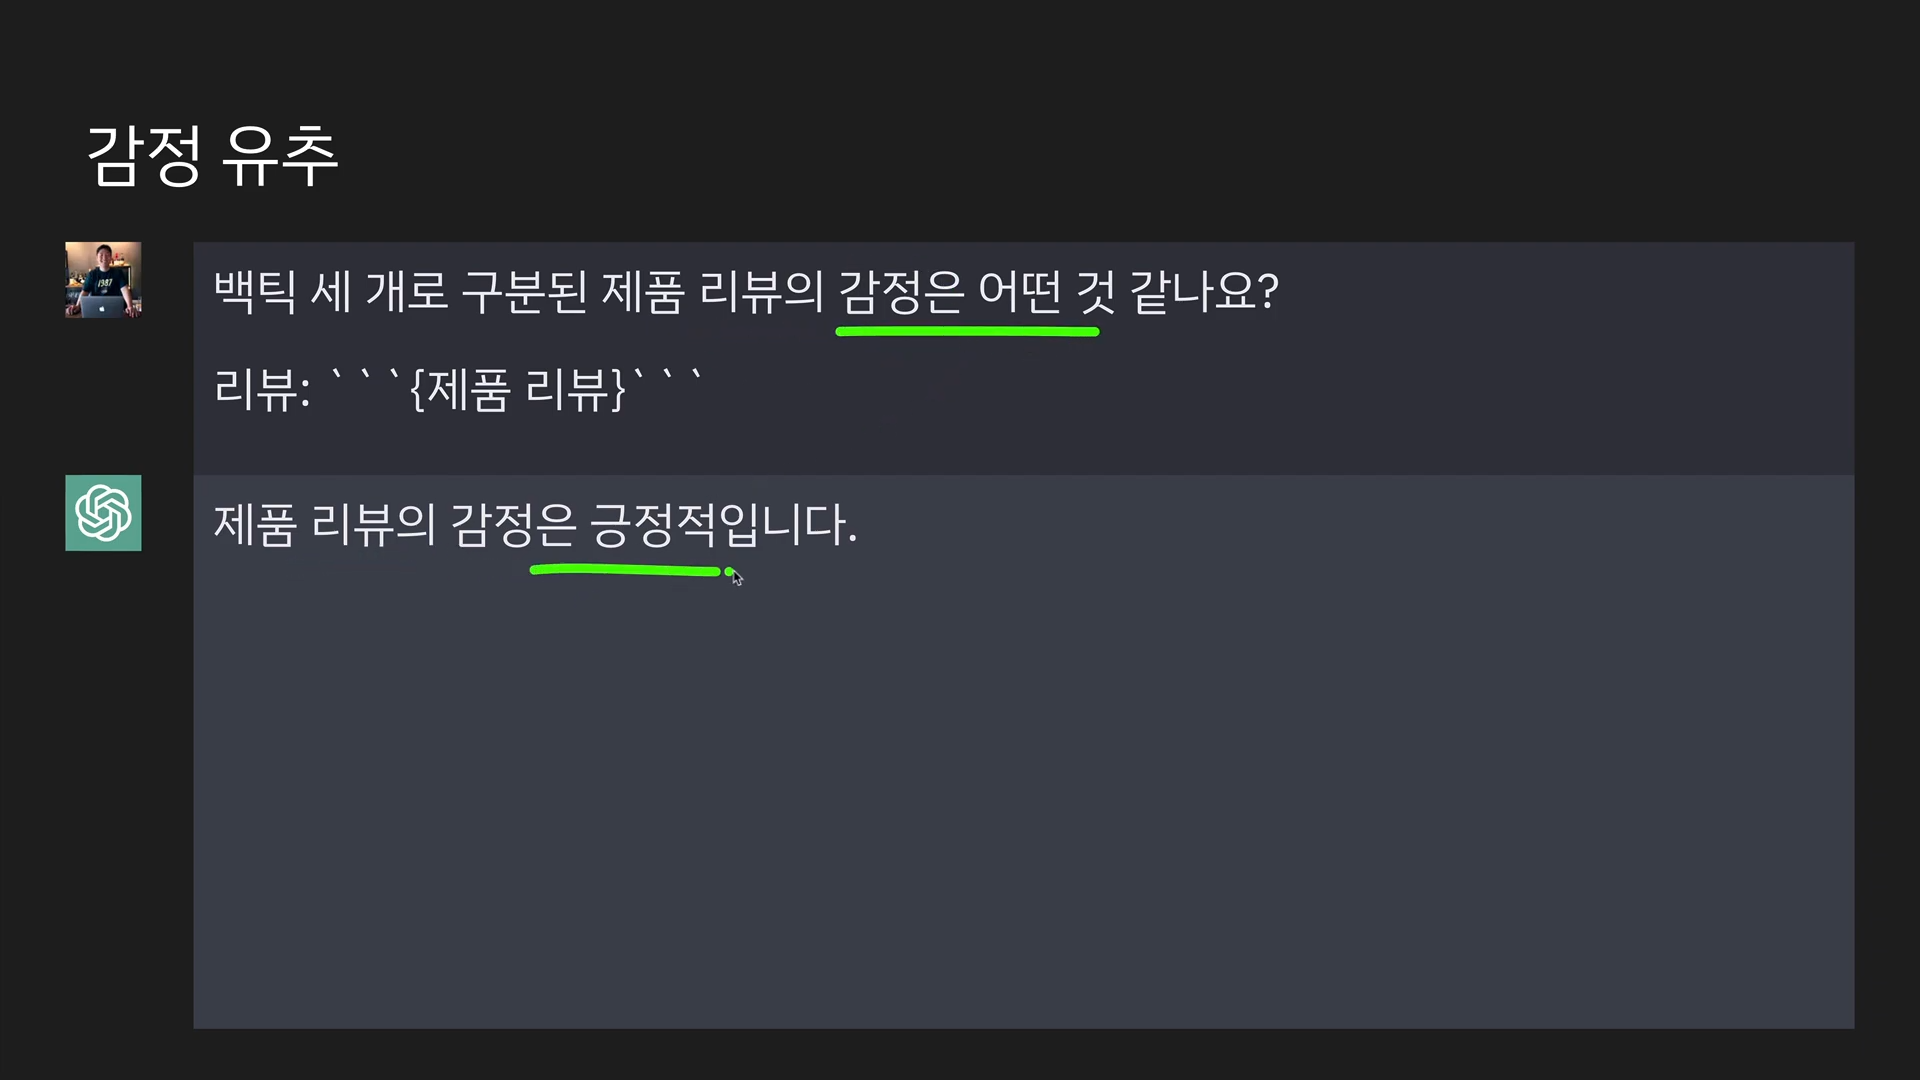 감정 유추
백틱 세 개로 구분된 제품 리뷰의 감정은 어떤 것 같나요?
리뷰: ```{제품 리뷰}```
제품 리뷰의 감정은 긍정적입니다.